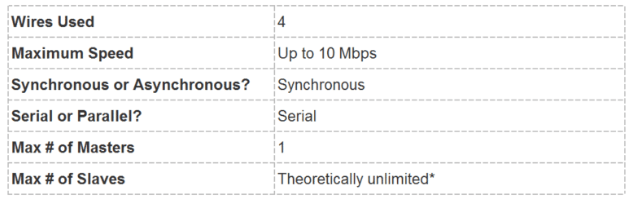 Wires Used 4
Maximum Speed Up to 10 Mbps
Synchronous or Asynchronous? Synchronous
Serial or Parallel? Serial
Max # of Masters 1
Max # of Slaves Theoretically unlimited*